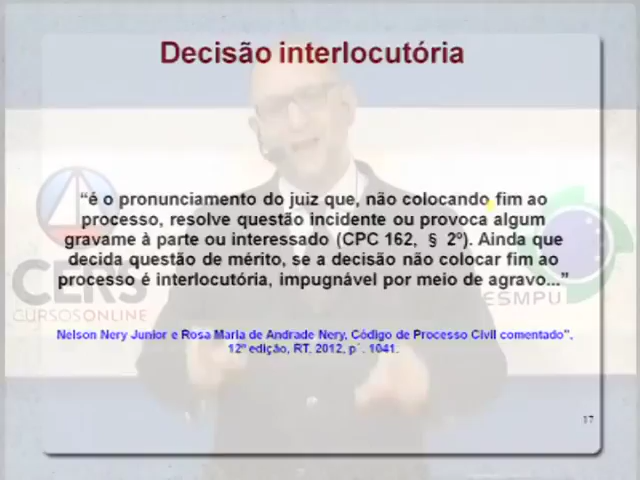 Decisão interlocutória
“é o pronunciamento do juiz que, não colocando fim ao
processo, resolve questão incidente ou provoca algum
gravame à parte ou interessado (CPC 162, § 2º). Ainda que
decida questão de mérito, se a decisão não colocar fim ao
processo é interlocutória, impugnável por meio de agravo...”
CERS
CURSOS ONLINE
ESMPU
Nelson Nery Junior e Rosa Maria de Andrade Nery, Código de Processo Civil comentado”,
12ª edição, RT, 2012, p´. 1041.
17